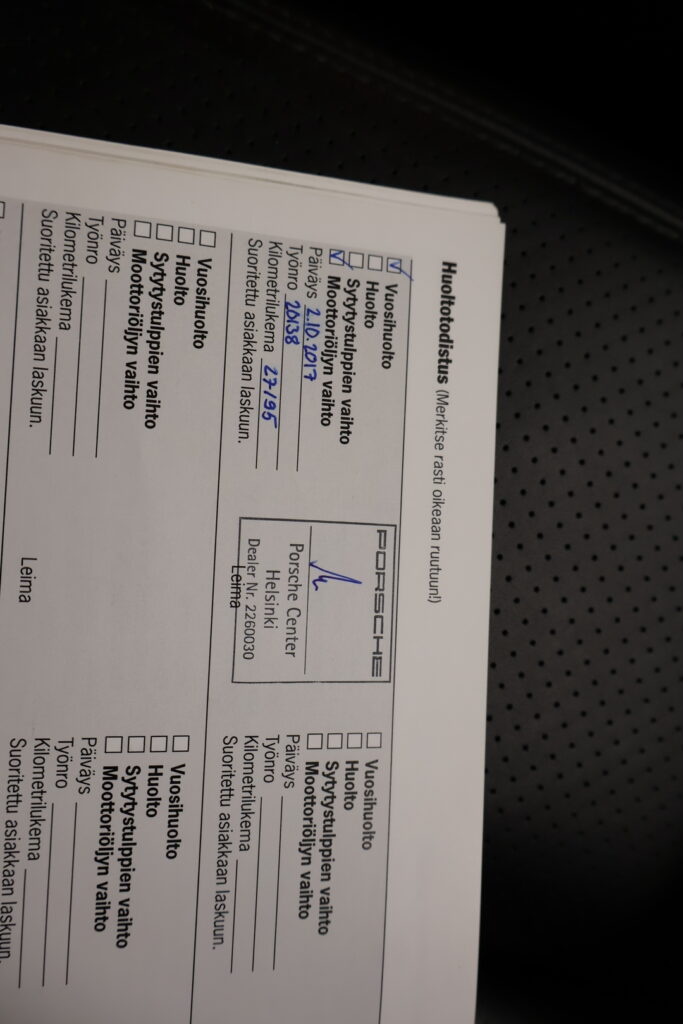 Huoltotodistus (Merkitse rasti oikeaan ruutuun!)
Vuosihuolto
Huolto
Sytytystulppien vaihto
Moottoriöljyn vaihto
Päiväys 2.10.2017
Työnro 20138
Kilometrilukema 27195
Suoritettu asiakkaan laskuun.
PORSCHE
Porsche Center
Helsinki
Dealer Nr. 2260030
Leima
Vuosihuolto
Huolto
Sytytystulppien vaihto
Moottoriöljyn vaihto
Päiväys
Työnro
Kilometrilukema
Suoritettu asiakkaan laskuun.
Vuosihuolto
Huolto
Sytytystulppien vaihto
Moottoriöljyn vaihto
Päiväys
Työnro
Kilometrilukema
Suoritettu asiakkaan laskuun.
Leima
Vuosihuolto
Huolto
Sytytystulppien vaihto
Moottoriöljyn vaihto
Päiväys
Työnro
Kilometrilukema
Suoritettu asiakkaan laskuun.